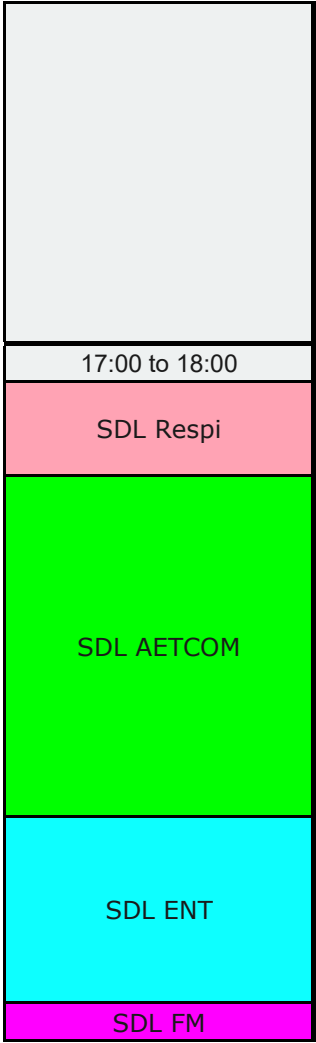 17:00 to 18:00
SDL Respi
SDL AETCOM
SDL ENT
SDL FM